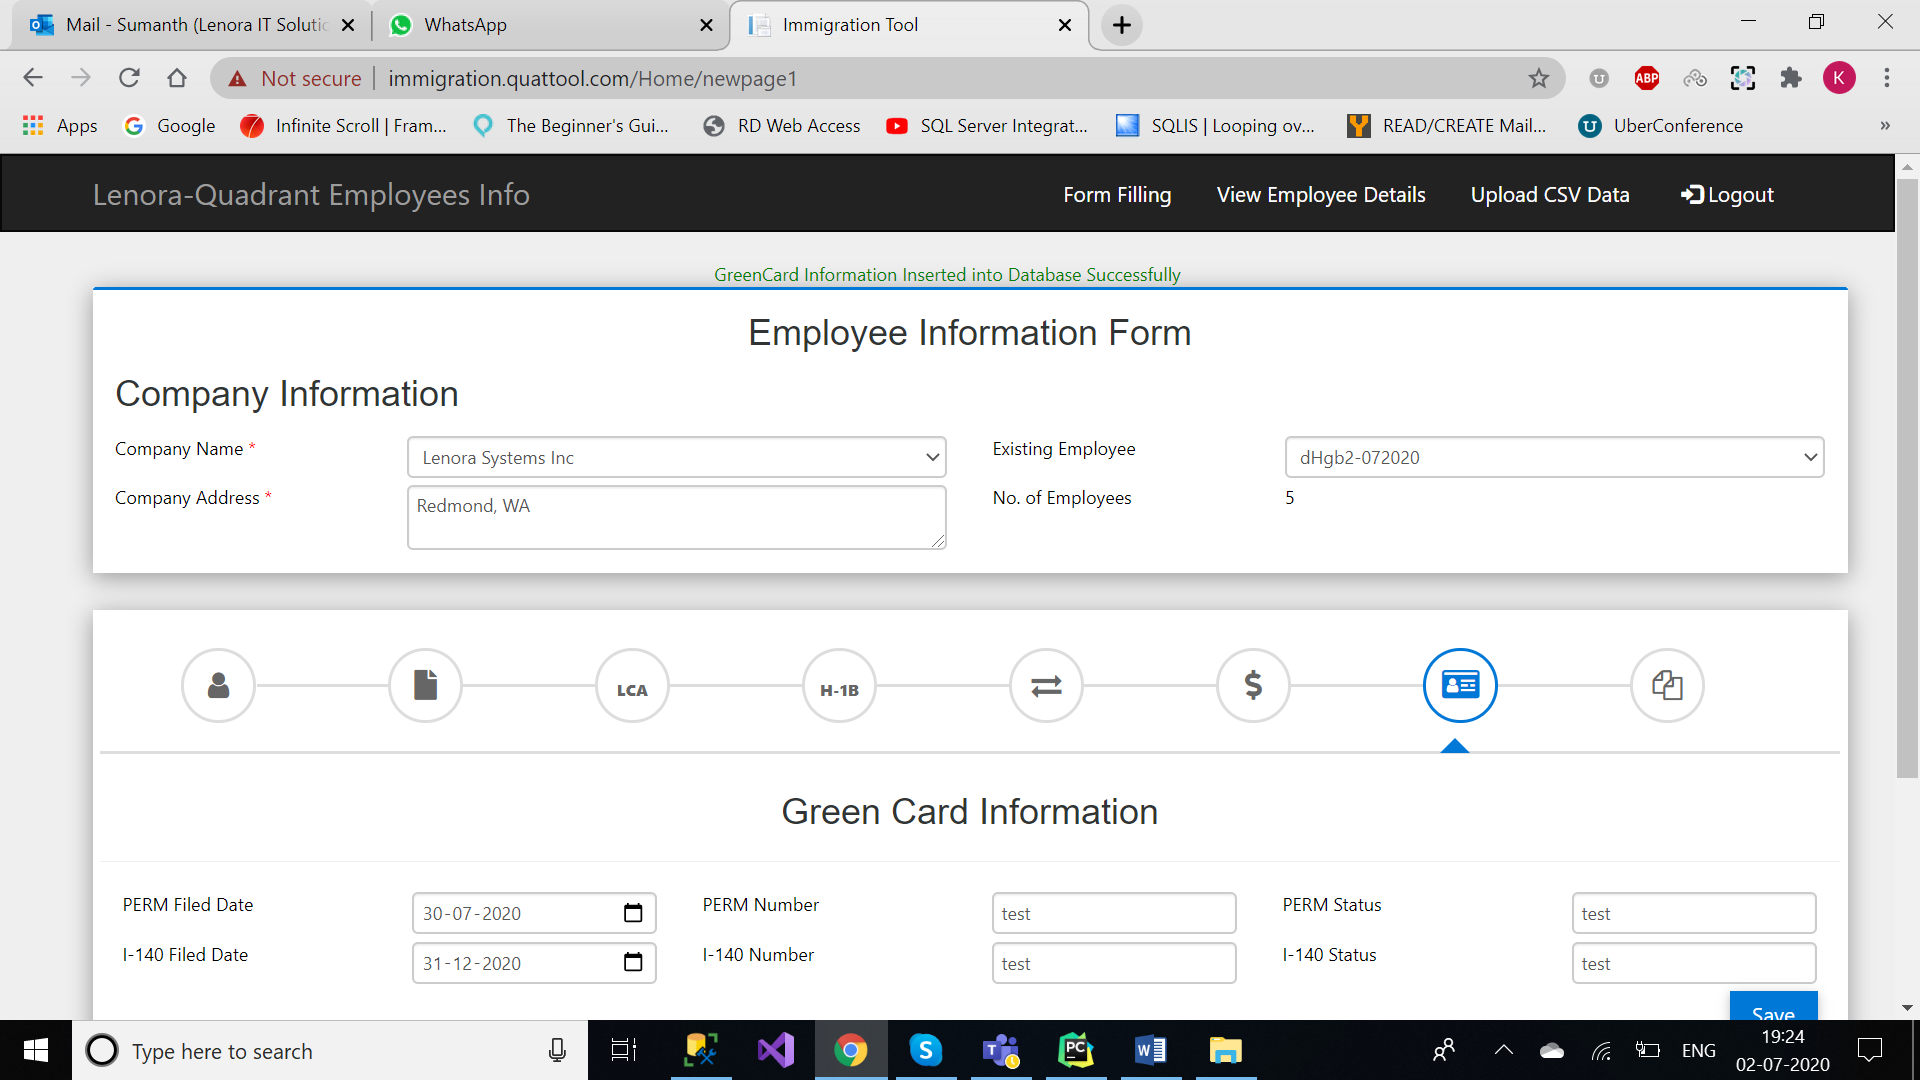 Mail - Sumanth (Lenora IT Solutic
WhatsApp
Immigration Tool
Not secure
immigration.quattool.com/Home/newpage1
ABP
K
Apps
Google
Infinite Scroll | Fram...
The Beginner's Gui...
RD Web Access
SQL Server Integrat...
SQLIS | Looping ov...
READ/CREATE Mail...
UberConference
»
Lenora-Quadrant Employees Info
Form Filling
View Employee Details
Upload CSV Data
Logout
GreenCard Information Inserted into Database Successfully
Employee Information Form
Company Information
Company Name *
Lenora Systems Inc
Existing Employee
dHgb2-072020
Company Address *
Redmond, WA
No. of Employees
5
LCA
H-1B
$
Green Card Information
PERM Filed Date
30-07-2020
PERM Number
test
PERM Status
test
I-140 Filed Date
31-12-2020
I-140 Number
test
I-140 Status
test
Save
Type here to search
ENG
19:24
02-07-2020